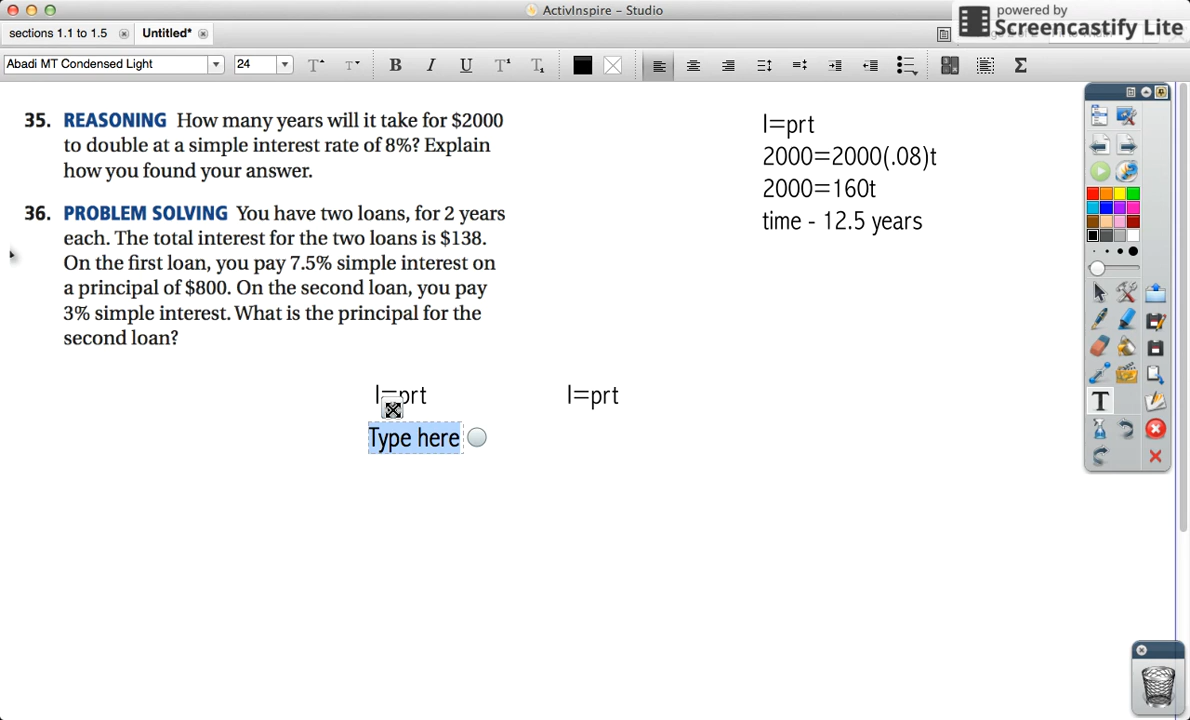 ActivInspire – Studio
powered by
Screencastify Lite
sections 1.1 to 1.5
Untitled*
Abadi MT Condensed Light
24
B I U
35. REASONING How many years will it take for $2000
to double at a simple interest rate of 8%? Explain
how you found your answer.
36. PROBLEM SOLVING You have two loans, for 2 years
each. The total interest for the two loans is $138.
On the first loan, you pay 7.5% simple interest on
a principal of $800. On the second loan, you pay
3% simple interest. What is the principal for the
second loan?
I=prt
2000=2000(.08)t
2000=160t
time - 12.5 years
I=prt
I=prt
Type here